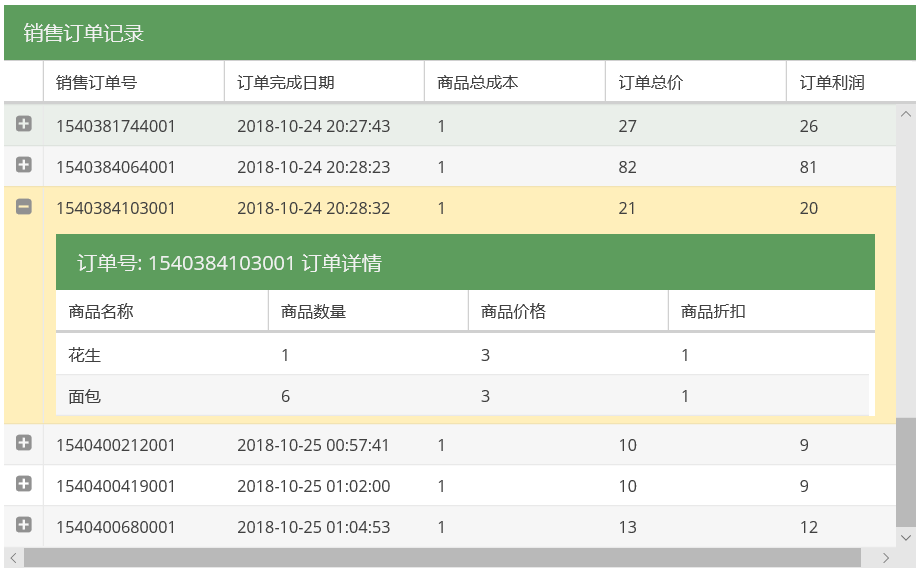 销售订单记录
销售订单号 订单完成日期 商品总成本 订单总价 订单利润
1540381744001 2018-10-24 20:27:43 1 27 26
1540384064001 2018-10-24 20:28:23 1 82 81
1540384103001 2018-10-24 20:28:32 1 21 20
订单号: 1540384103001 订单详情
商品名称 商品数量 商品价格 商品折扣
花生 1 3 1
面包 6 3 1
1540400212001 2018-10-25 00:57:41 1 10 9
1540400419001 2018-10-25 01:02:00 1 10 9
1540400680001 2018-10-25 01:04:53 1 13 12